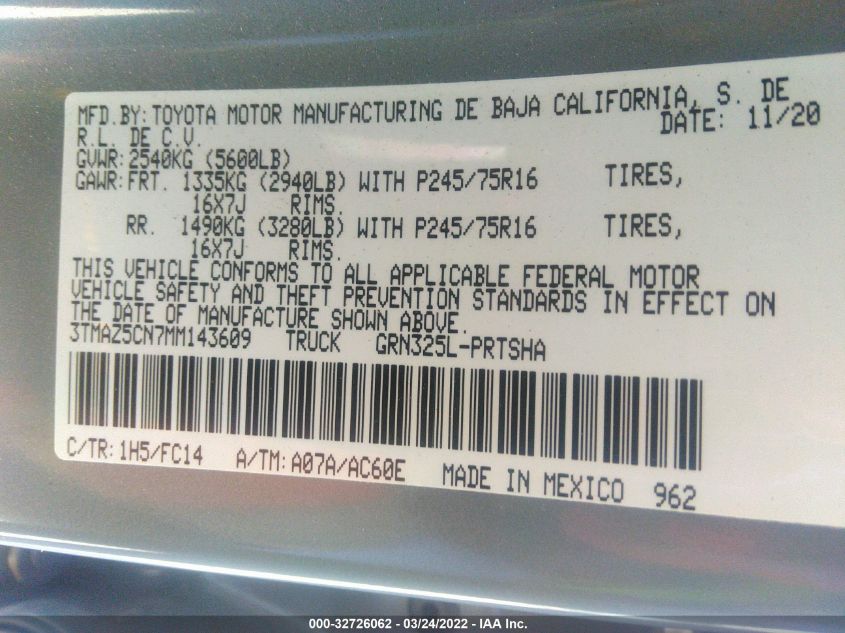 MFD.BY: TOYOTA MOTOR MANUFACTURING DE BAJA CALIFORNIA, S. DE
R.L. DE C.V. DATE: 11/20
GVWR: 2540KG (5600LB)
GAWR: FRT. 1335KG (2940LB) WITH P245/75R16 TIRES,
16X7J RIMS.
RR. 1490KG (3280LB) WITH P245/75R16 TIRES,
16X7J RIMS.
THIS VEHICLE CONFORMS TO ALL APPLICABLE FEDERAL MOTOR
VEHICLE SAFETY AND THEFT PREVENTION STANDARDS IN EFFECT ON
THE DATE OF MANUFACTURE SHOWN ABOVE.
3TMAZ5CN7MM143609 TRUCK GRN325L-PRTSHA
C/TR: 1H5/FC14 A/TM: A07A/AC60E MADE IN MEXICO 962
000-32726062 - 03/24/2022 - IAA Inc.